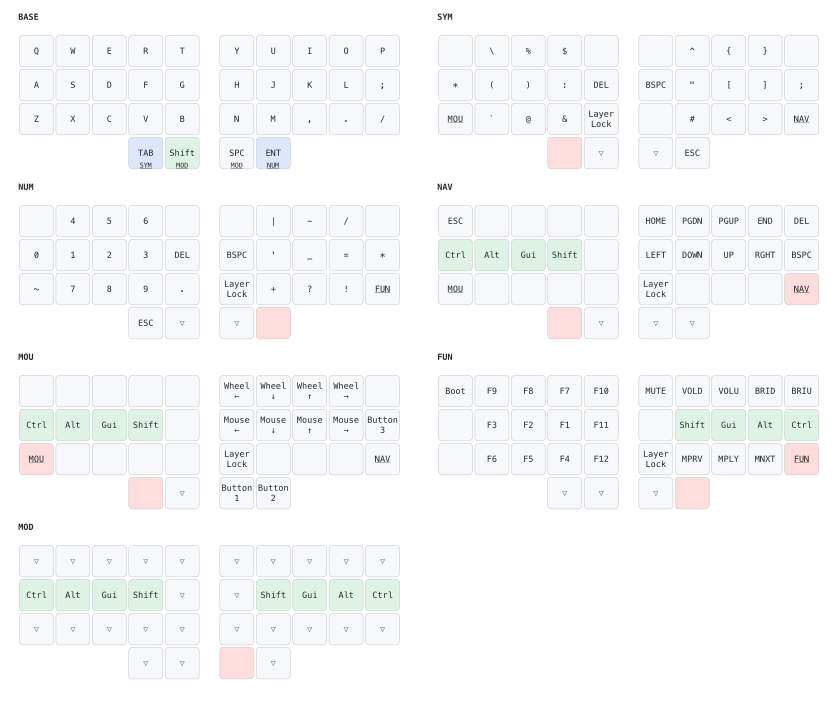 BASE
Q W E R T Y U I O P
A S D F G H J K L ;
Z X C V B N M , . /
TAB Shift SPC ENT
SYM MOD MOD NUM
SYM
\ % $ ^ { }
* ( ) : DEL BSPC " [ ] ;
MOU ` @ & Layer Lock # < > NAV
▽ ▽ ESC
NUM
4 5 6 | – /
0 1 2 3 DEL BSPC ' _ = *
~ 7 8 9 . Layer Lock + ? ! FUN
ESC ▽ ▽
NAV
ESC HOME PGDN PGUP END DEL
Ctrl Alt Gui Shift LEFT DOWN UP RGHT BSPC
MOU Layer Lock NAV
▽ ▽ ▽
MOU
Wheel ← Wheel ↓ Wheel ↑ Wheel →
Ctrl Alt Gui Shift Mouse ← Mouse ↓ Mouse ↑ Mouse → Button 3
MOU Layer Lock NAV
▽ Button 1 Button 2
FUN
Boot F9 F8 F7 F10 MUTE VOLD VOLU BRID BRIU
F3 F2 F1 F11 Shift Gui Alt Ctrl
F6 F5 F4 F12 Layer Lock MPRV MPLY MNXT FUN
▽ ▽ ▽
MOD
▽ ▽ ▽ ▽ ▽ ▽ ▽ ▽ ▽ ▽
Ctrl Alt Gui Shift ▽ ▽ Shift Gui Alt Ctrl
▽ ▽ ▽ ▽ ▽ ▽ ▽ ▽ ▽ ▽
▽ ▽ ▽